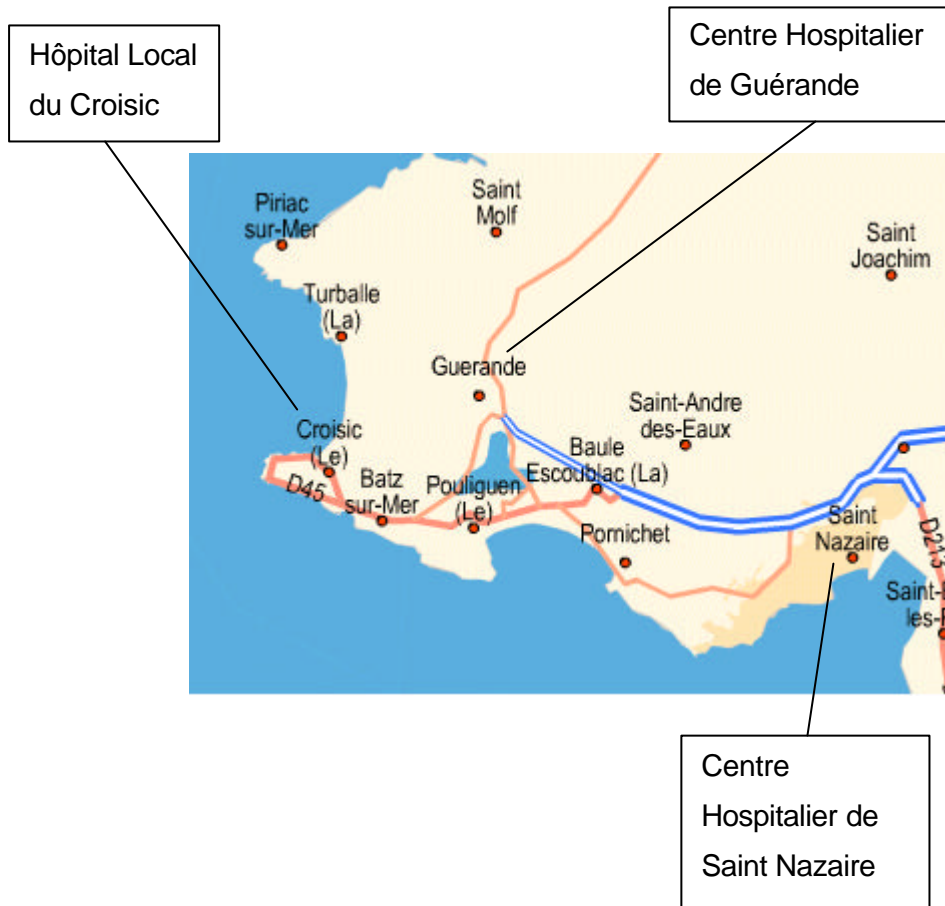 Hôpital Local
du Croisic
Centre Hospitalier
de Guérande
Piriac
sur-Mer
Saint
Molf
Saint
Joachim
Turballe
(La)
Guerande
Saint-Andre
des-Eaux
Croisic
(Le)
D45
Batz
sur-Mer
Pouliguen
(Le)
Baule
Escoublac (La)
Pornichet
Saint
Nazaire
D213
Centre
Hospitalier de
Saint Nazaire